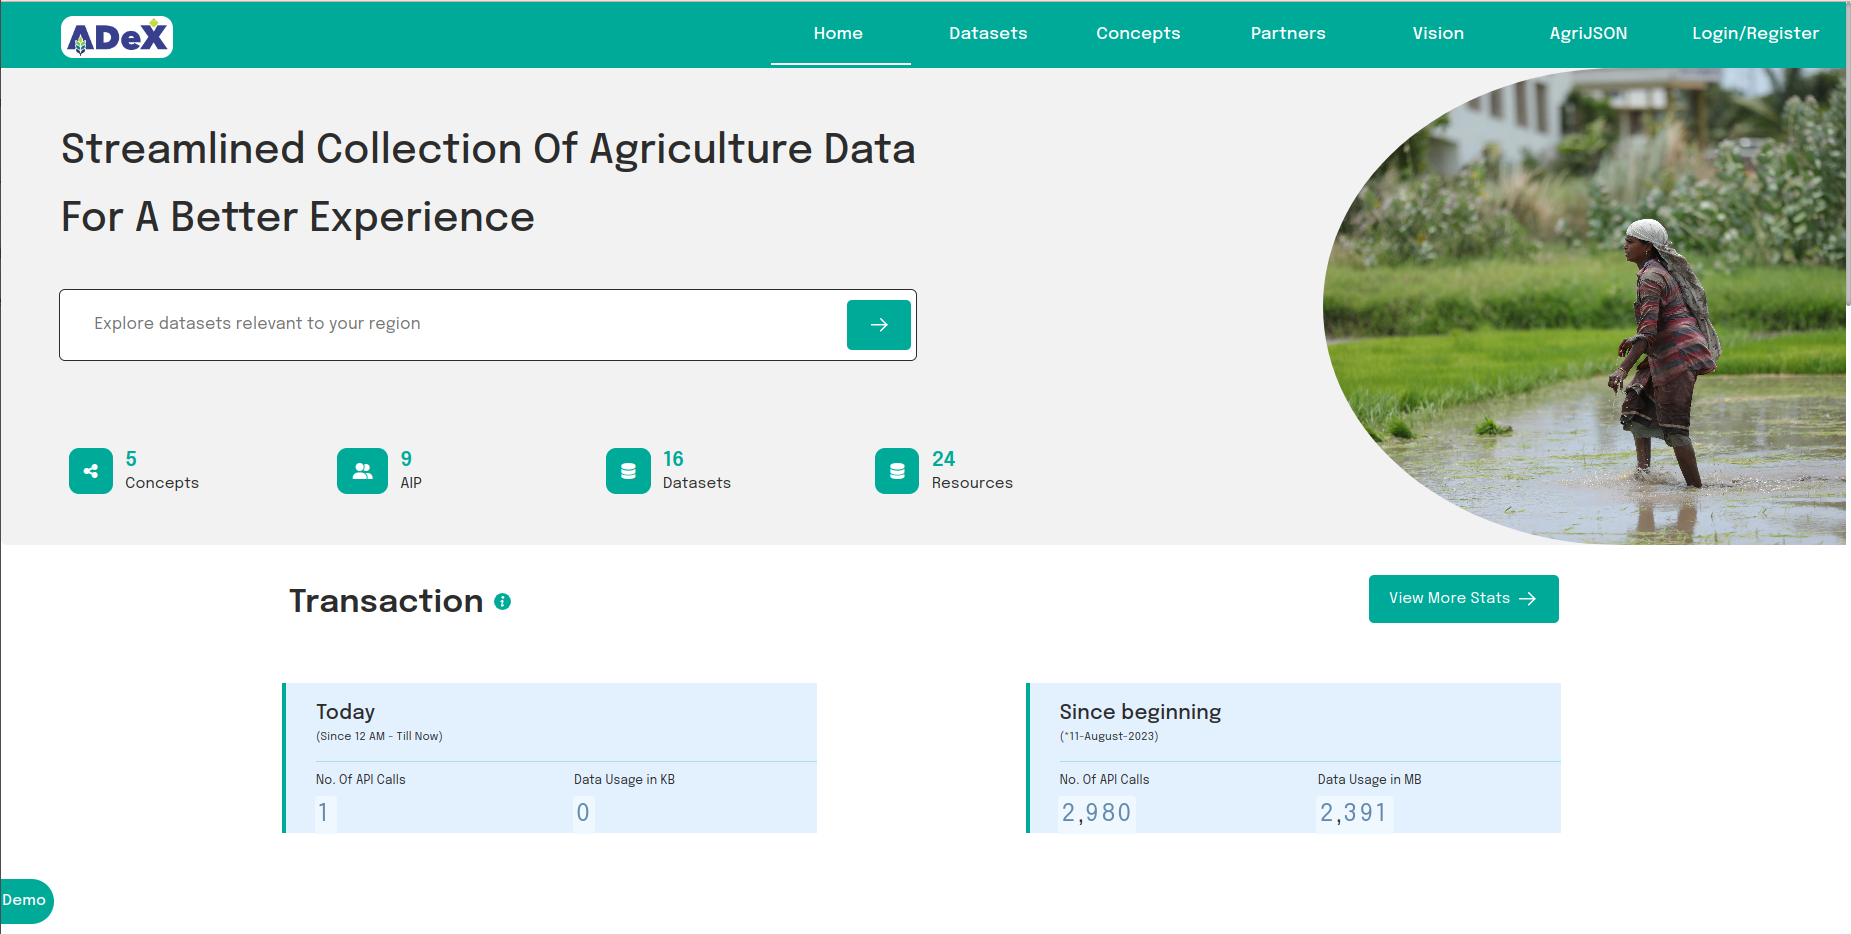 ADeX
Home Datasets Concepts Partners Vision AgriJSON Login/Register
Streamlined Collection Of Agriculture Data
For A Better Experience
Explore datasets relevant to your region
5
Concepts
9
AIP
16
Datasets
24
Resources
Transaction
View More Stats
Today
(Since 12 AM - Till Now)
No. Of API Calls
1
Data Usage in KB
0
Since beginning
(*11-August-2023)
No. Of API Calls
2,980
Data Usage in MB
2,391
Demo